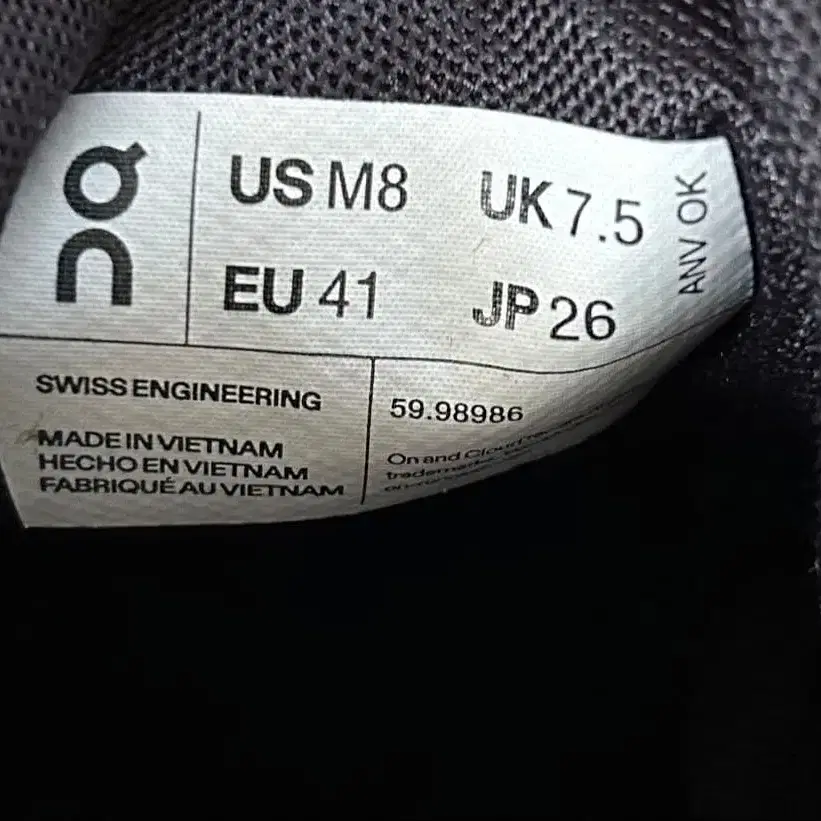 US M8 UK 7.5
EU 41 JP 26
ANV OK
SWISS ENGINEERING
MADE IN VIETNAM
HECHO EN VIETNAM
FABRIQUÉ AU VIETNAM
59.98986
On and